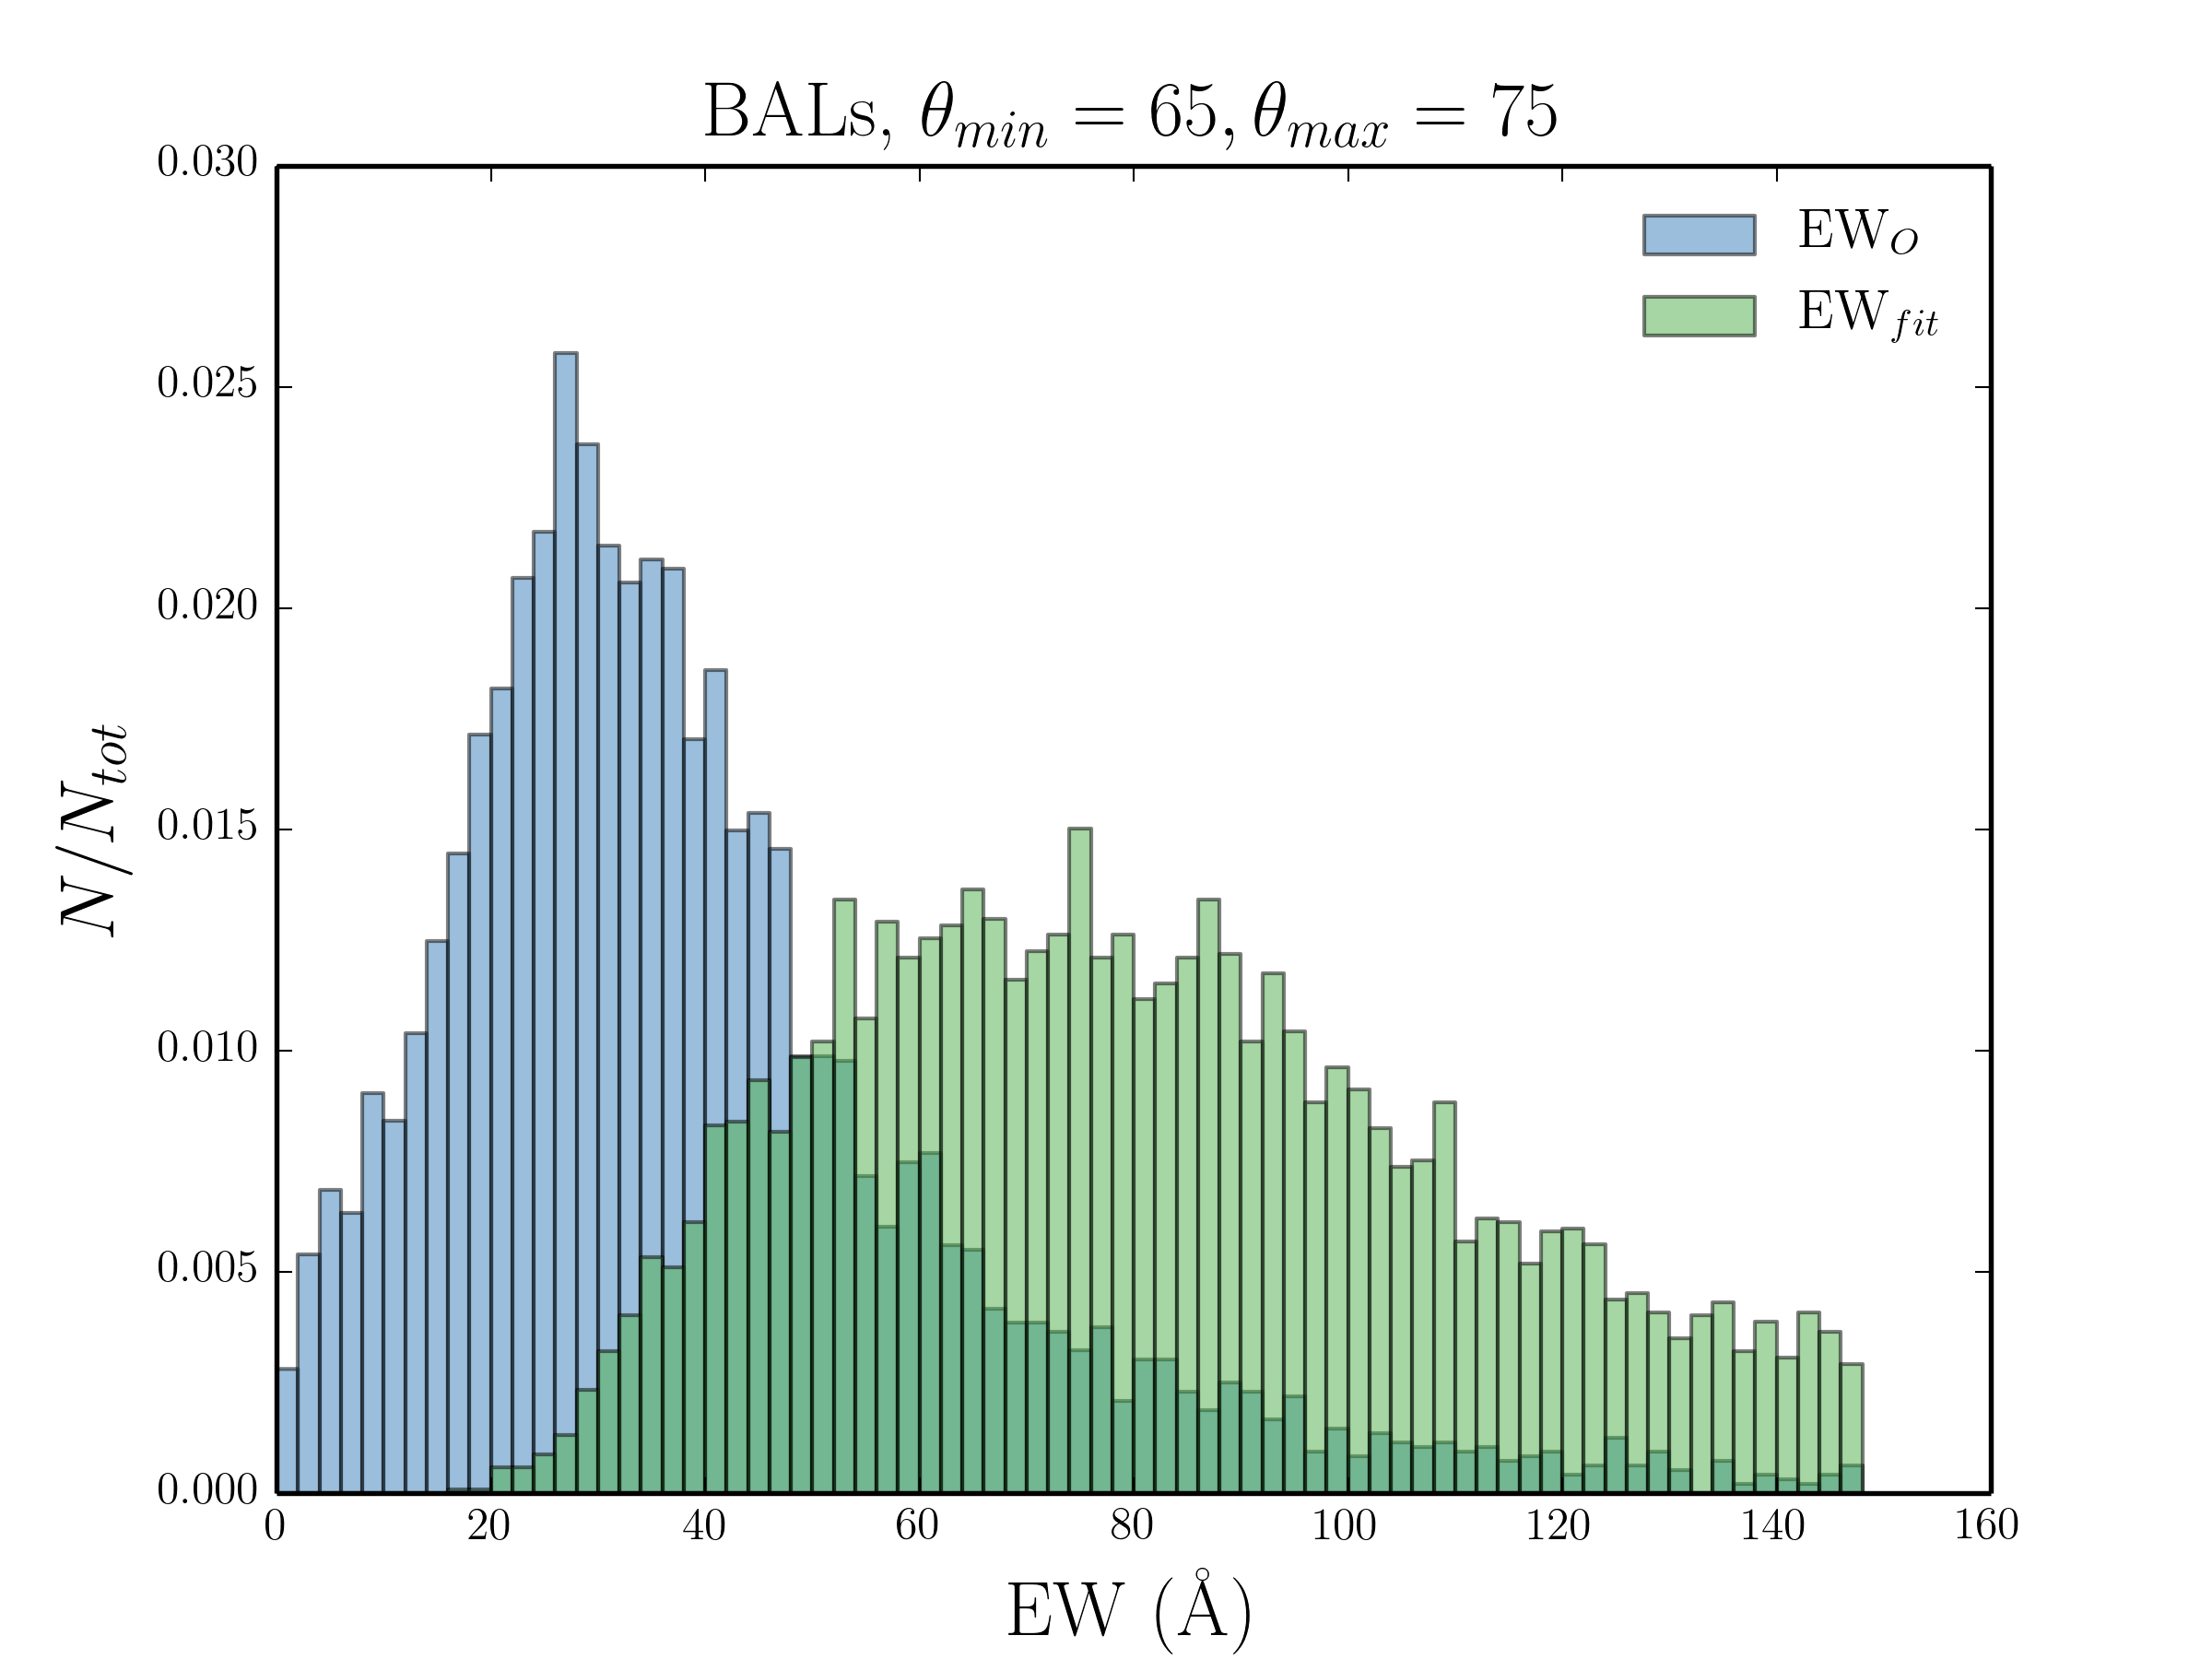 BALs, θ_min = 65, θ_max = 75
0.030
0.025
0.020
0.015
0.010
0.005
0.000
N/N_tot
EW_O
EW_fit
0 20 40 60 80 100 120 140 160
EW (Å)